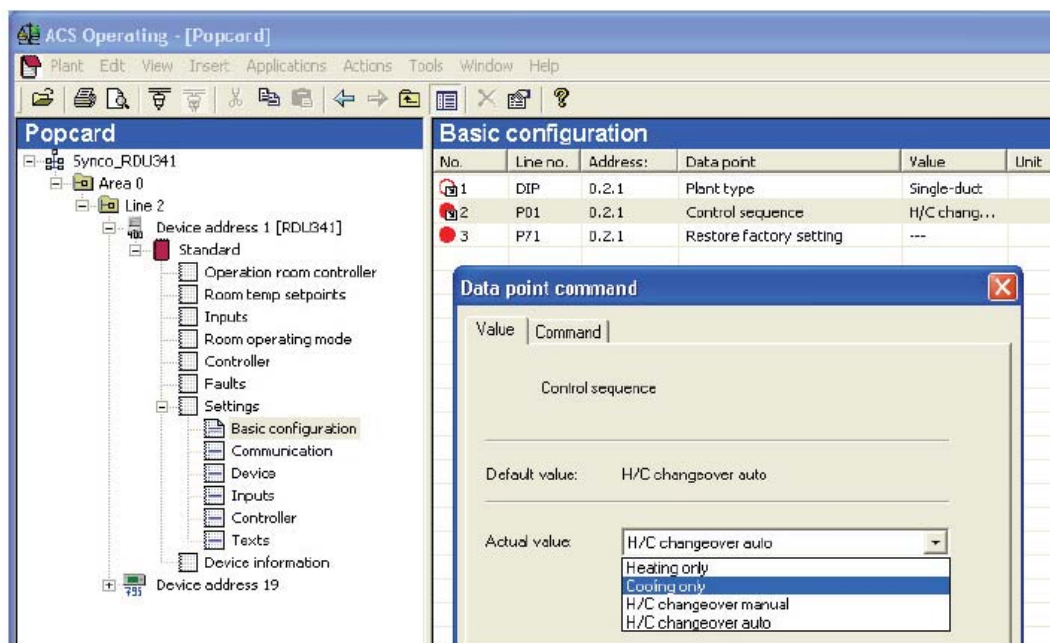 ACS Operating - [Popcard]
Plant Edit View Insert Applications Actions Tools Window Help
Popcard
Synco_RDU341
Area 0
Line 2
Device address 1 [RDU341]
Standard
Operation room controller
Room temp setpoints
Inputs
Room operating mode
Controller
Faults
Settings
Basic configuration
Communication
Device
Inputs
Controller
Texts
Device information
795 Device address 19
Basic configuration
No. Line no. Address: Data point Value Unit
1 DIP 0.2.1 Plant type Single-duct
2 P01 0.2.1 Control sequence H/C chang...
3 P71 0.2.1 Restore factory setting ---
Data point command
Value Command
Control sequence
Default value: H/C changeover auto
Actual value: H/C changeover auto
Heating only
Cooling only
H/C changeover manual
H/C changeover auto